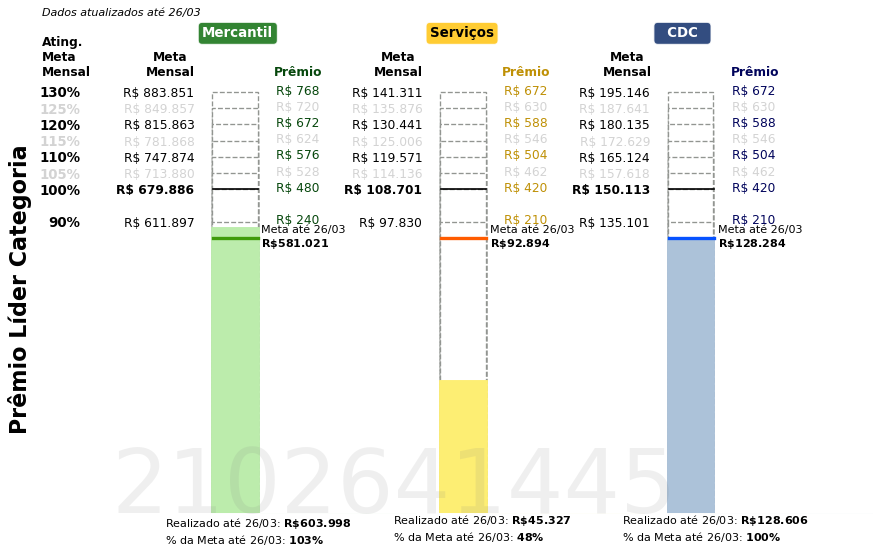 Dados atualizados até 26/03
Mercantil Serviços CDC
Ating.
Meta
Mensal
Meta
Mensal
Prêmio
Meta
Mensal
Prêmio
Meta
Mensal
Prêmio
130% R$ 883.851 R$ 768 R$ 141.311 R$ 672 R$ 195.146 R$ 672
125% R$ 849.857 R$ 720 R$ 135.876 R$ 630 R$ 187.641 R$ 630
120% R$ 815.863 R$ 672 R$ 130.441 R$ 588 R$ 180.135 R$ 588
115% R$ 781.868 R$ 624 R$ 125.006 R$ 546 R$ 172.629 R$ 546
110% R$ 747.874 R$ 576 R$ 119.571 R$ 504 R$ 165.124 R$ 504
105% R$ 713.880 R$ 528 R$ 114.136 R$ 462 R$ 157.618 R$ 462
100% R$ 679.886 R$ 480 R$ 108.701 R$ 420 R$ 150.113 R$ 420
90% R$ 611.897 R$ 240 R$ 97.830 R$ 210 R$ 135.101 R$ 210
Meta até 26/03
R$581.021
Meta até 26/03
R$92.894
Meta até 26/03
R$128.284
Prêmio Líder Categoria
2102641445
Realizado até 26/03: R$603.998
% da Meta até 26/03: 103%
Realizado até 26/03: R$45.327
% da Meta até 26/03: 48%
Realizado até 26/03: R$128.606
% da Meta até 26/03: 100%